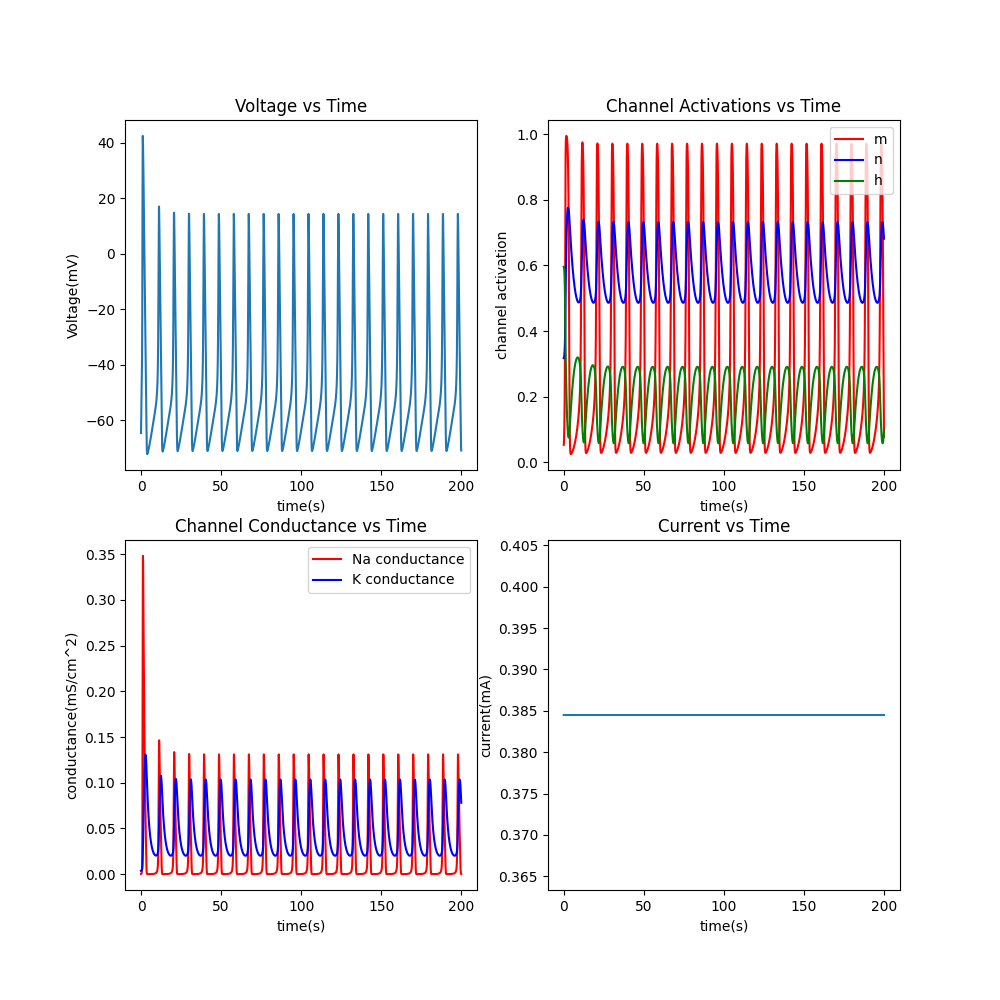 Voltage vs Time
Voltage(mV)
40
20
0
−20
−40
−60
0 50 100 150 200
time(s)
Channel Activations vs Time
channel activation
1.0
0.8
0.6
0.4
0.2
0.0
m
n
h
0 50 100 150 200
time(s)
Channel Conductance vs Time
conductance(mS/cm^2)
0.35
0.30
0.25
0.20
0.15
0.10
0.05
0.00
Na conductance
K conductance
0 50 100 150 200
time(s)
Current vs Time
current(mA)
0.405
0.400
0.395
0.390
0.385
0.380
0.375
0.370
0.365
0 50 100 150 200
time(s)